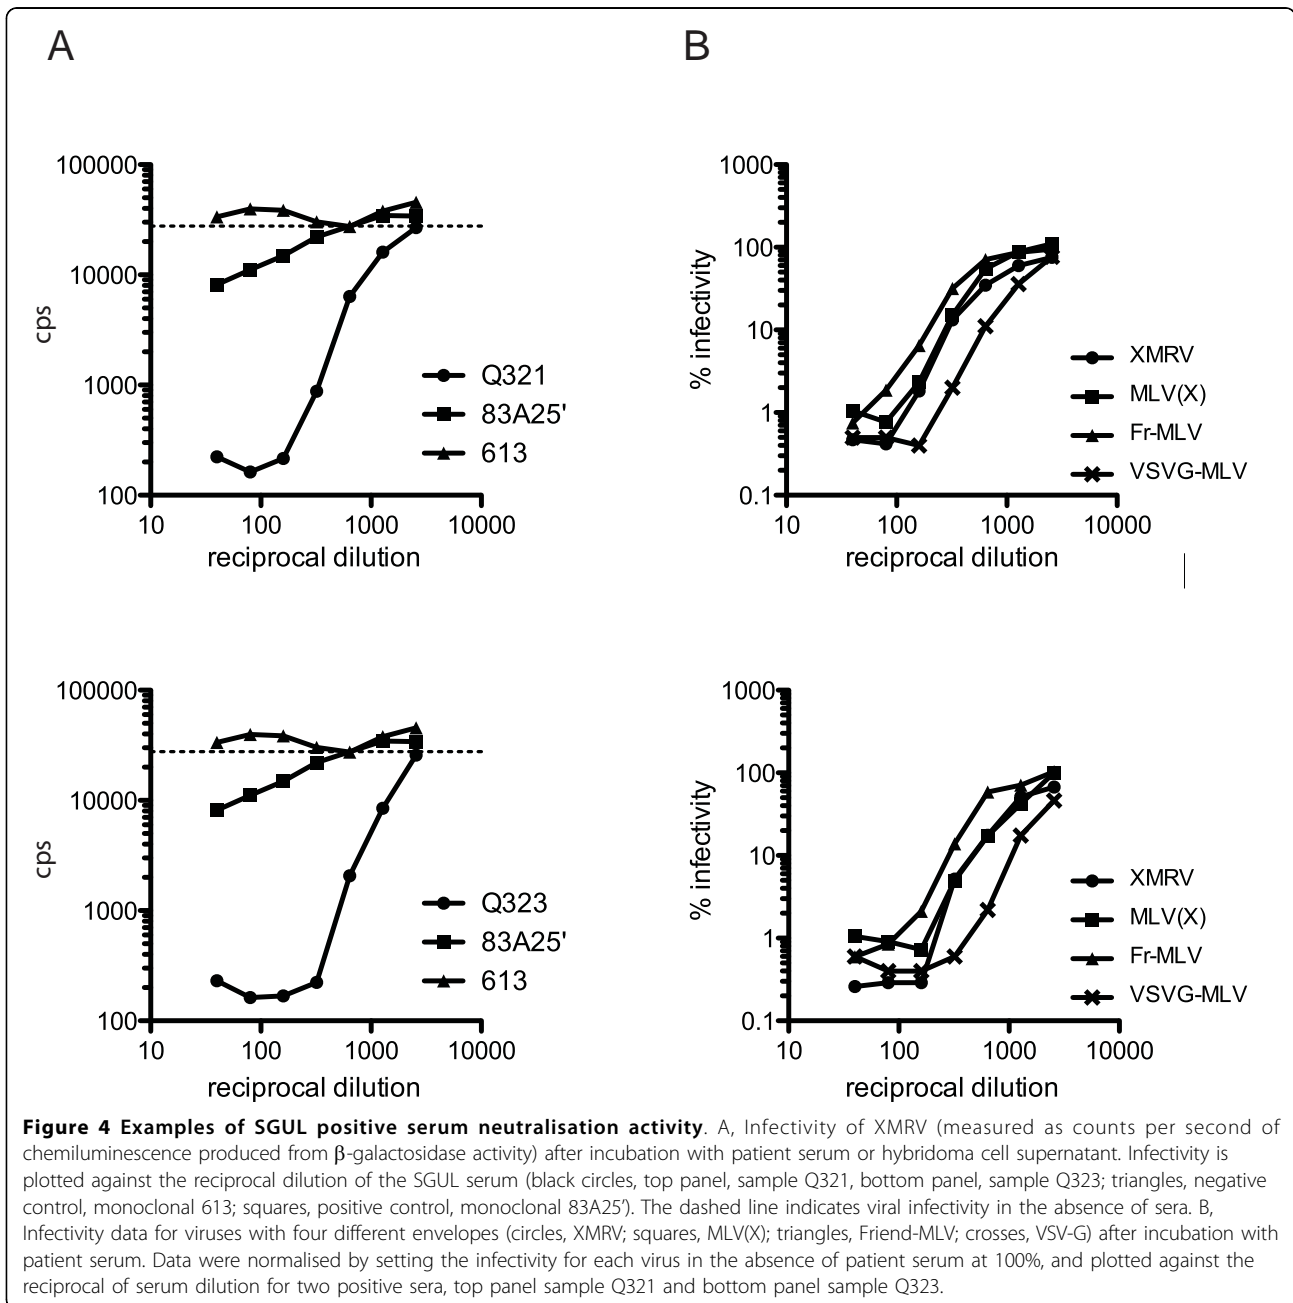 A
B
100000
10000
1000
100
cps
10
100
1000
10000
reciprocal dilution
Q321
83A25'
613
1000
100
10
1
0.1
% infectivity
10
100
1000
10000
reciprocal dilution
XMRV
MLV(X)
Fr-MLV
VSVG-MLV
100000
10000
1000
100
cps
10
100
1000
10000
reciprocal dilution
Q323
83A25'
613
1000
100
10
1
0.1
% infectivity
10
100
1000
10000
reciprocal dilution
XMRV
MLV(X)
Fr-MLV
VSVG-MLV
Figure 4 Examples of SGUL positive serum neutralisation activity. A, Infectivity of XMRV (measured as counts per second of
chemiluminescence produced from β-galactosidase activity) after incubation with patient serum or hybridoma cell supernatant. Infectivity is
plotted against the reciprocal dilution of the SGUL serum (black circles, top panel, sample Q321, bottom panel, sample Q323; triangles, negative
control, monoclonal 613; squares, positive control, monoclonal 83A25'). The dashed line indicates viral infectivity in the absence of sera. B,
Infectivity data for viruses with four different envelopes (circles, XMRV; squares, MLV(X); triangles, Friend-MLV; crosses, VSV-G) after incubation with
patient serum. Data were normalised by setting the infectivity for each virus in the absence of patient serum at 100%, and plotted against the
reciprocal of serum dilution for two positive sera, top panel sample Q321 and bottom panel sample Q323.